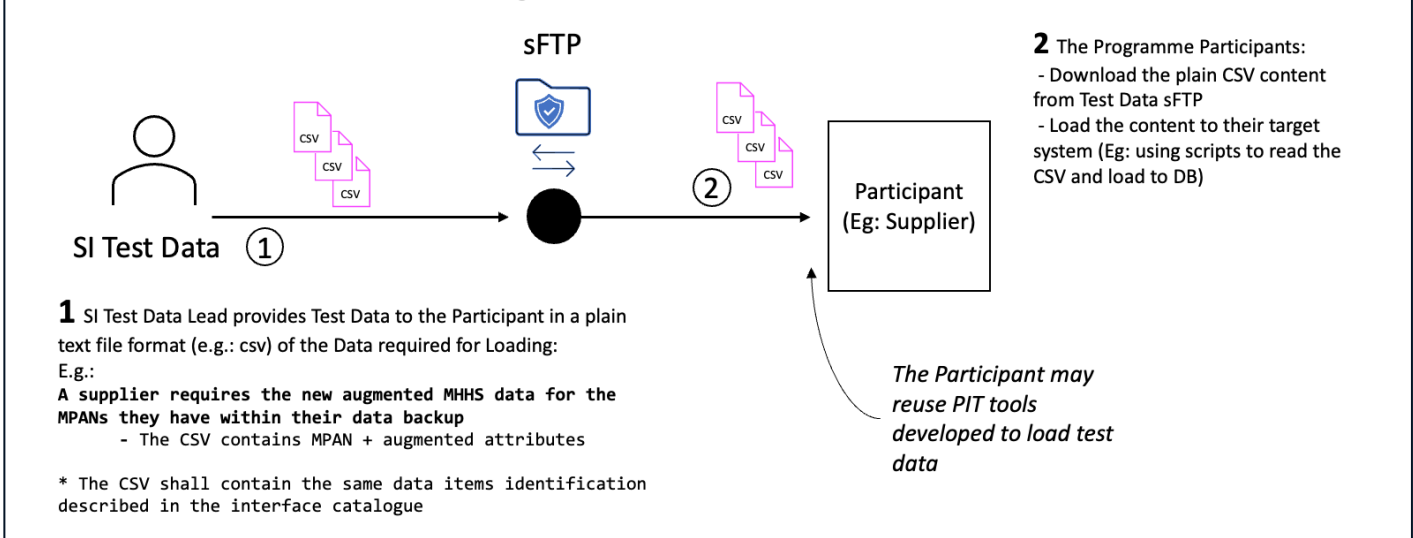 sFTP
CSV
CSV
CSV
CSV
CSV
CSV
SI Test Data
1
2
Participant
(Eg: Supplier)
2 The Programme Participants:
- Download the plain CSV content
from Test Data sFTP
- Load the content to their target
system (Eg: using scripts to read the
CSV and load to DB)
1 SI Test Data Lead provides Test Data to the Participant in a plain
text file format (e.g.: csv) of the Data required for Loading:
E.g.:
A supplier requires the new augmented MHHS data for the
MPANs they have within their data backup
- The CSV contains MPAN + augmented attributes
* The CSV shall contain the same data items identification
described in the interface catalogue
The Participant may
reuse PIT tools
developed to load test
data